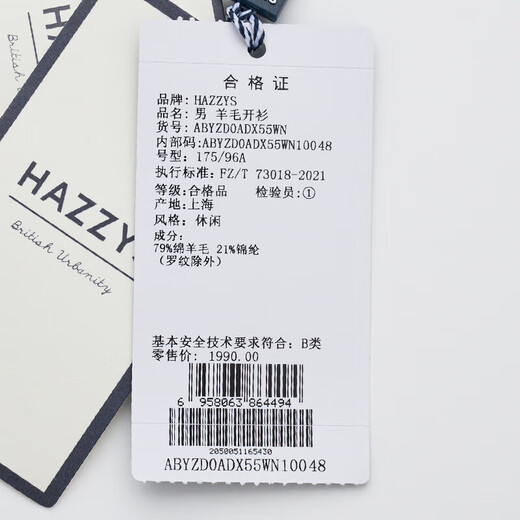 合格证
品牌: HAZZYS
品名: 男 羊毛开衫
货号: ABYZD0ADX55WN
内部码:ABYZD0ADX55WN10048
号型: 175/96A
执行标准: FZ/T 73018-2021
等级:合格品 检验员:①
产地:上海
风格: 休闲
成分:
79%绵羊毛 21%锦纶
(罗纹除外)
基本安全技术要求符合: B类
零售价: 1990.00
6 958063 864494
2050051165430
ABYZD0ADX55WN10048
HAZZYS
British Urbanity
British Urbanity